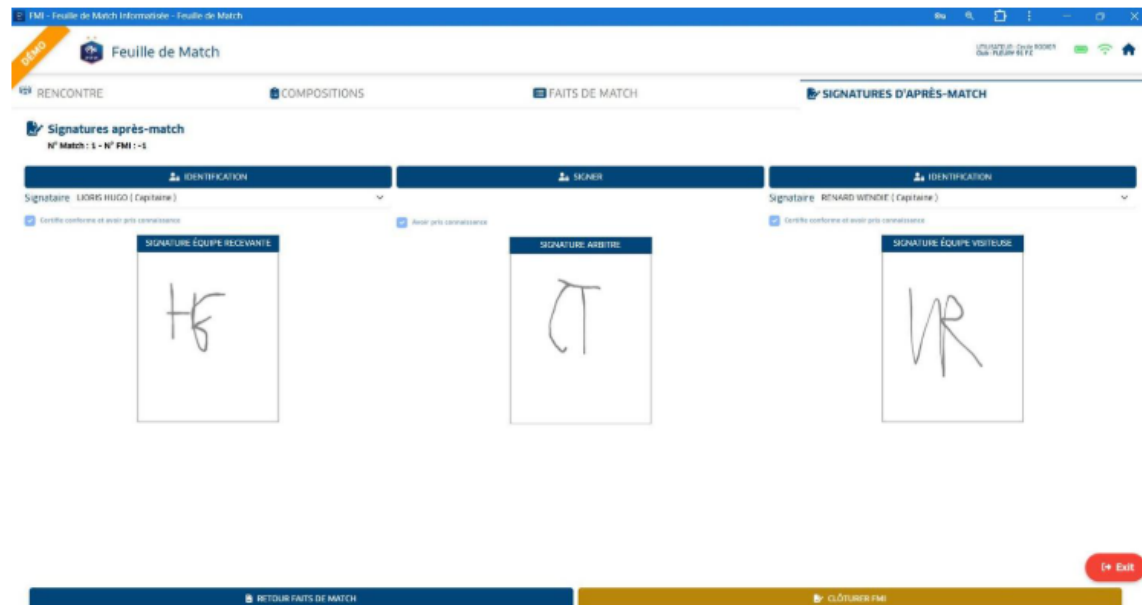 FMI - Feuille de Match Informatisée - Feuille de Match
DÉMO
Feuille de Match
RENCONTRE
COMPOSITIONS
FAITS DE MATCH
SIGNATURES D'APRÈS-MATCH
Signatures après-match
N° Match : 1 - N° FMI : -1
IDENTIFICATION
SIGNER
IDENTIFICATION
Signataire LIORIS HUGO ( Capitaine )
Signataire RENARD WENDIE ( Capitaine )
Certifie conforme et avoir pris connaissance
Avoir pris connaissance
Certifie conforme et avoir pris connaissance
SIGNATURE ÉQUIPE RECEVANTE
SIGNATURE ARBITRE
SIGNATURE ÉQUIPE VISITEUSE
CT
Exit
RETOUR FAITS DE MATCH
CLÔTURER FMI